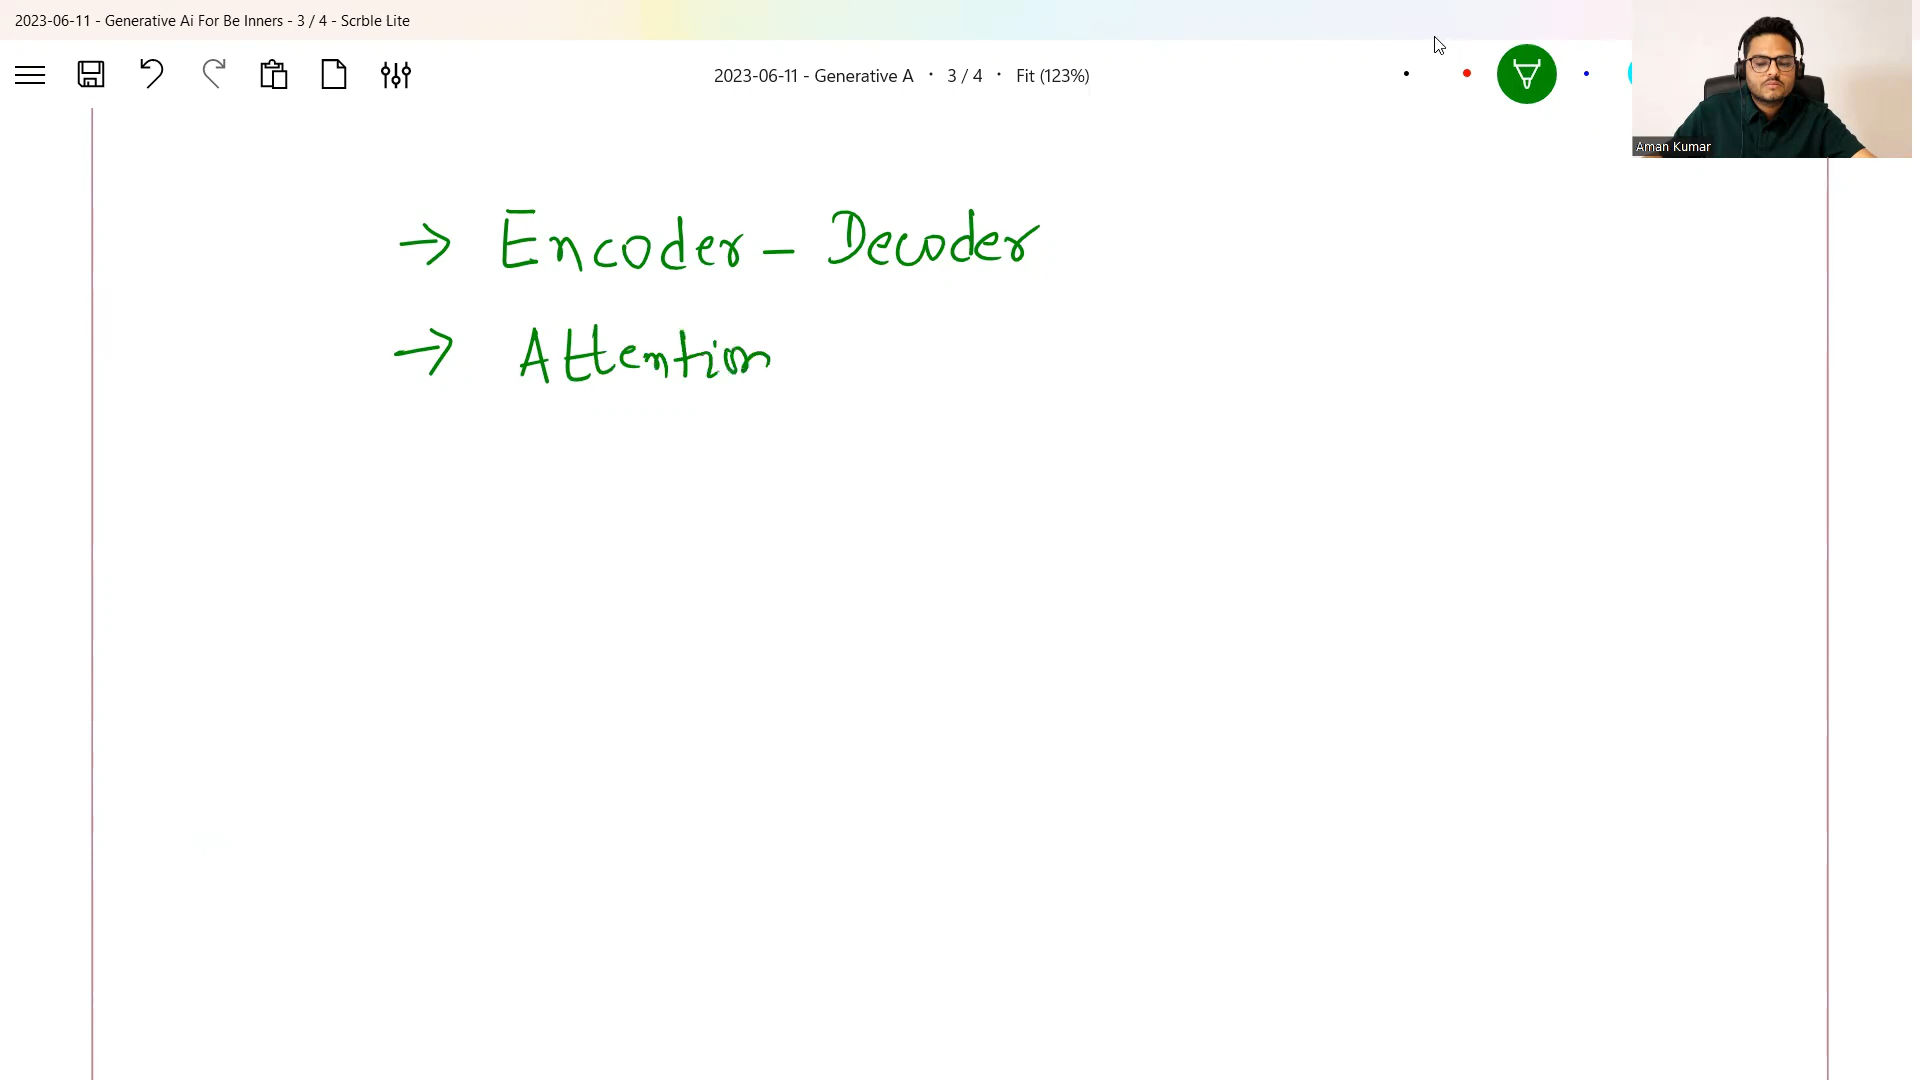 2023-06-11 - Generative Ai For Be Inners - 3 / 4 - Scrble Lite
2023-06-11 - Generative A · 3 / 4 · Fit (123%)
Aman Kumar
→ Encoder - Decoder
→ Attention